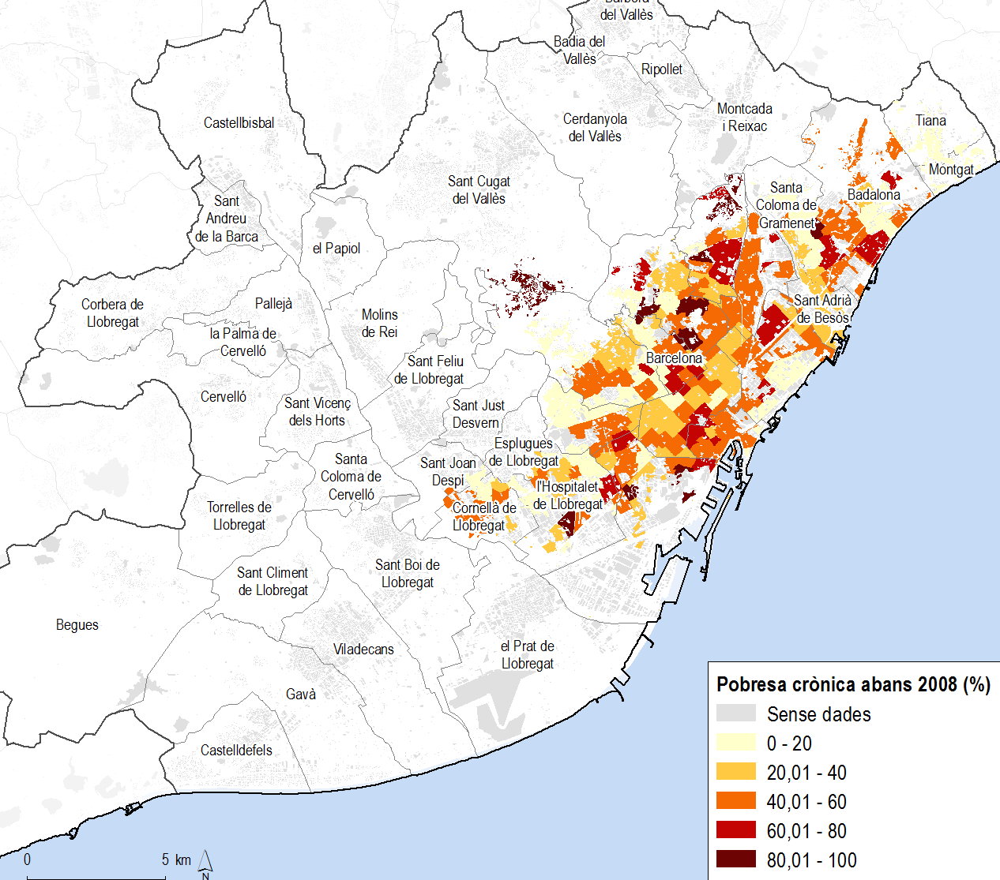 Barberà
del Vallès
Badia del
Vallès
Ripollet
Montcada
i Reixac
Tiana
Castellbisbal
Cerdanyola
del Vallès
Montgat
Sant Cugat
del Vallès
Santa
Coloma de
Gramenet
Badalona
Sant
Andreu
de la Barca
el Papiol
Corbera de
Llobregat
Pallejà
Molins
de Rei
Sant Adrià
de Besòs
la Palma de
Cervelló
Barcelona
Sant Feliu
de Llobregat
Cervelló
Sant Vicenç
dels Horts
Sant Just
Desvern
Esplugues
de Llobregat
Santa
Coloma de
Cervelló
Sant Joan
Despi
l'Hospitalet
de Llobregat
Torrelles de
Llobregat
Cornellà de
Llobregat
Sant Climent
de Llobregat
Sant Boi de
Llobregat
Begues
Viladecans
el Prat de
Llobregat
Gavà
Castelldefels
Pobresa crònica abans 2008 (%)
Sense dades
0 - 20
20,01 - 40
40,01 - 60
60,01 - 80
80,01 - 100
0 5 km
N